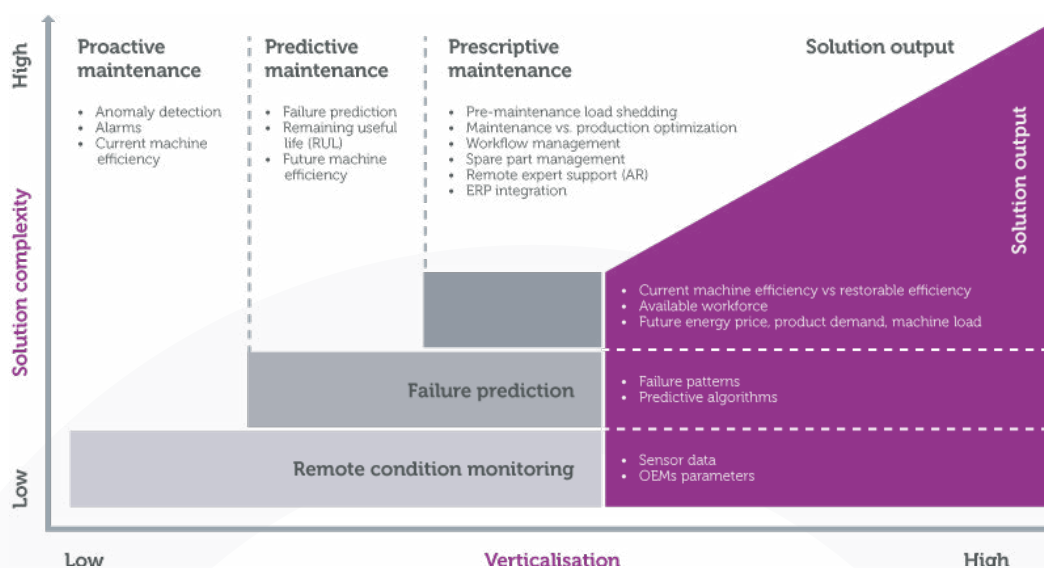 High
Solution complexity
Low
Proactive
maintenance
• Anomaly detection
• Alarms
• Current machine
efficiency
Predictive
maintenance
• Failure prediction
• Remaining useful
life (RUL)
• Future machine
efficiency
Prescriptive
maintenance
• Pre-maintenance load shedding
• Maintenance vs. production optimization
• Workflow management
• Spare part management
• Remote expert support (AR)
• ERP integration
Solution output
Solution output
• Current machine efficiency vs restorable efficiency
• Available workforce
• Future energy price, product demand, machine load
Failure prediction
• Failure patterns
• Predictive algorithms
Remote condition monitoring
• Sensor data
• OEMs parameters
Low
Verticalisation
High